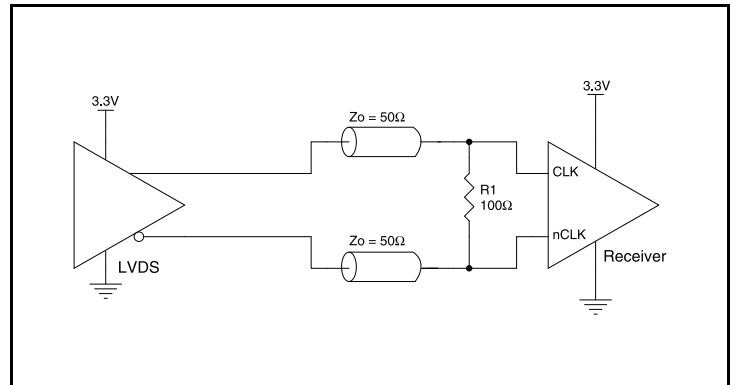 3.3V
LVDS
Zo = 50Ω
Zo = 50Ω
R1
100Ω
3.3V
CLK
nCLK
Receiver